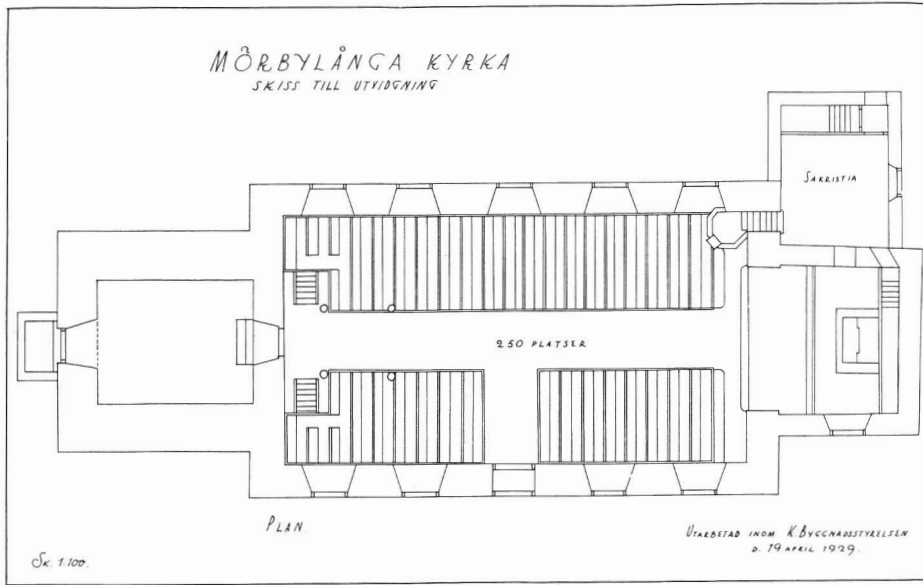 MÖRBYLÅNGA KYRKA
SKISS TILL UTVIDGNING
SAKRISTIA
250 PLATSER
PLAN
UTARBETAD INOM K. BYGGNADSSTYRELSEN
D. 19 APRIL 1929.
SK. 1:100.